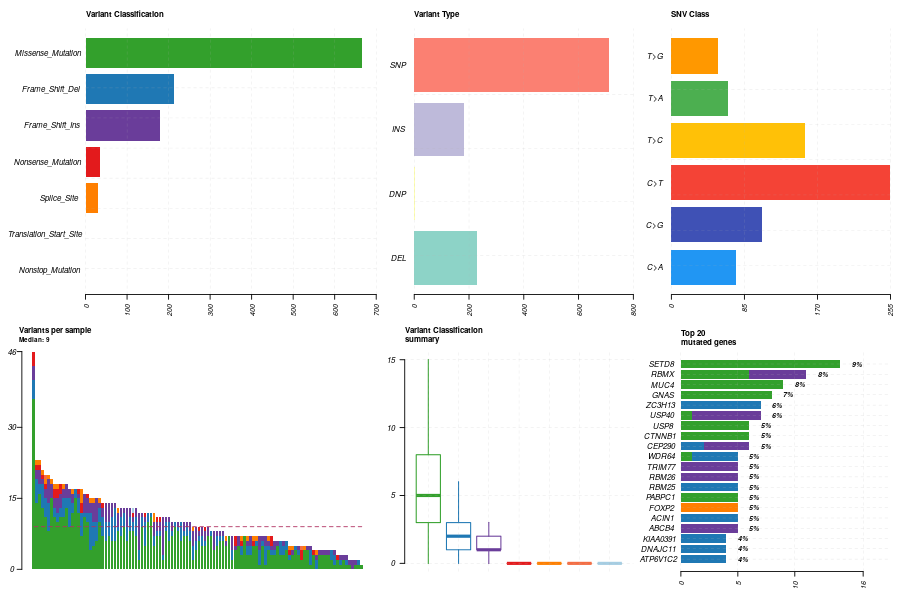 Variant Classification
Missense_Mutation
Frame_Shift_Del
Frame_Shift_Ins
Nonsense_Mutation
Splice_Site
Translation_Start_Site
Nonstop_Mutation
0 100 200 300 400 500 600 700
Variant Type
SNP
INS
DNP
DEL
0 200 400 600 800
SNV Class
T>G
T>A
T>C
C>T
C>G
C>A
0 85 170 255
Variants per sample
Median: 9
46
30
15
0
Variant Classification
summary
15
10
5
0
Top 20
mutated genes
SETD8 9%
RBMX 8%
MUC4 8%
GNAS 7%
ZC3H13 6%
USP40 6%
USP8 5%
CTNNB1 5%
CEP290 5%
WDR64 5%
TRIM77 5%
RBM26 5%
RBM25 5%
PABPC1 5%
FOXP2 5%
ACIN1 5%
ABCB4 5%
KIAA0391 4%
DNAJC11 4%
ATP6V1C2 4%
0 5 10 16